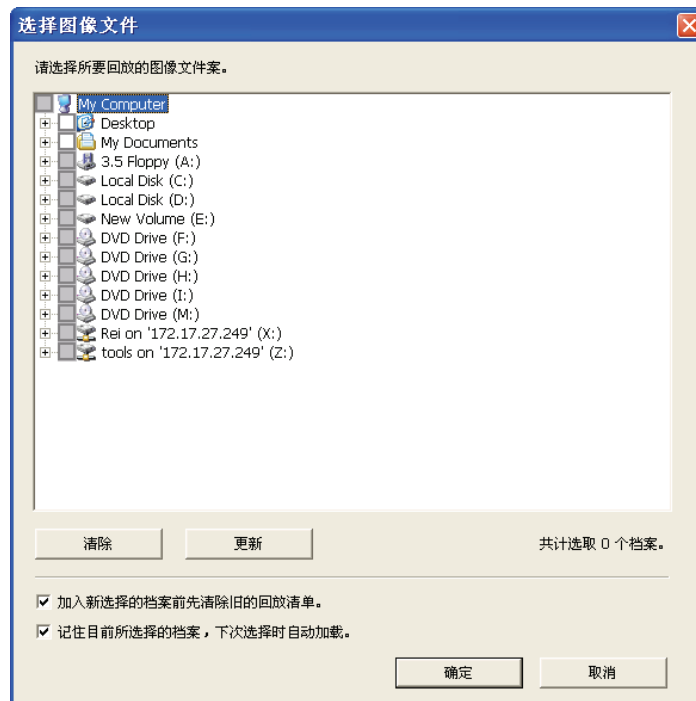 选择图像文件
请选择所要回放的图像文件案。
My Computer
Desktop
My Documents
3.5 Floppy (A:)
Local Disk (C:)
Local Disk (D:)
New Volume (E:)
DVD Drive (F:)
DVD Drive (G:)
DVD Drive (H:)
DVD Drive (I:)
DVD Drive (M:)
Rei on '172.17.27.249' (X:)
tools on '172.17.27.249' (Z:)
清除 更新 共计选取 0 个档案。
加入新选择的档案前先清除旧的回放清单。
记住目前所选择的档案，下次选择时自动加载。
确定 取消